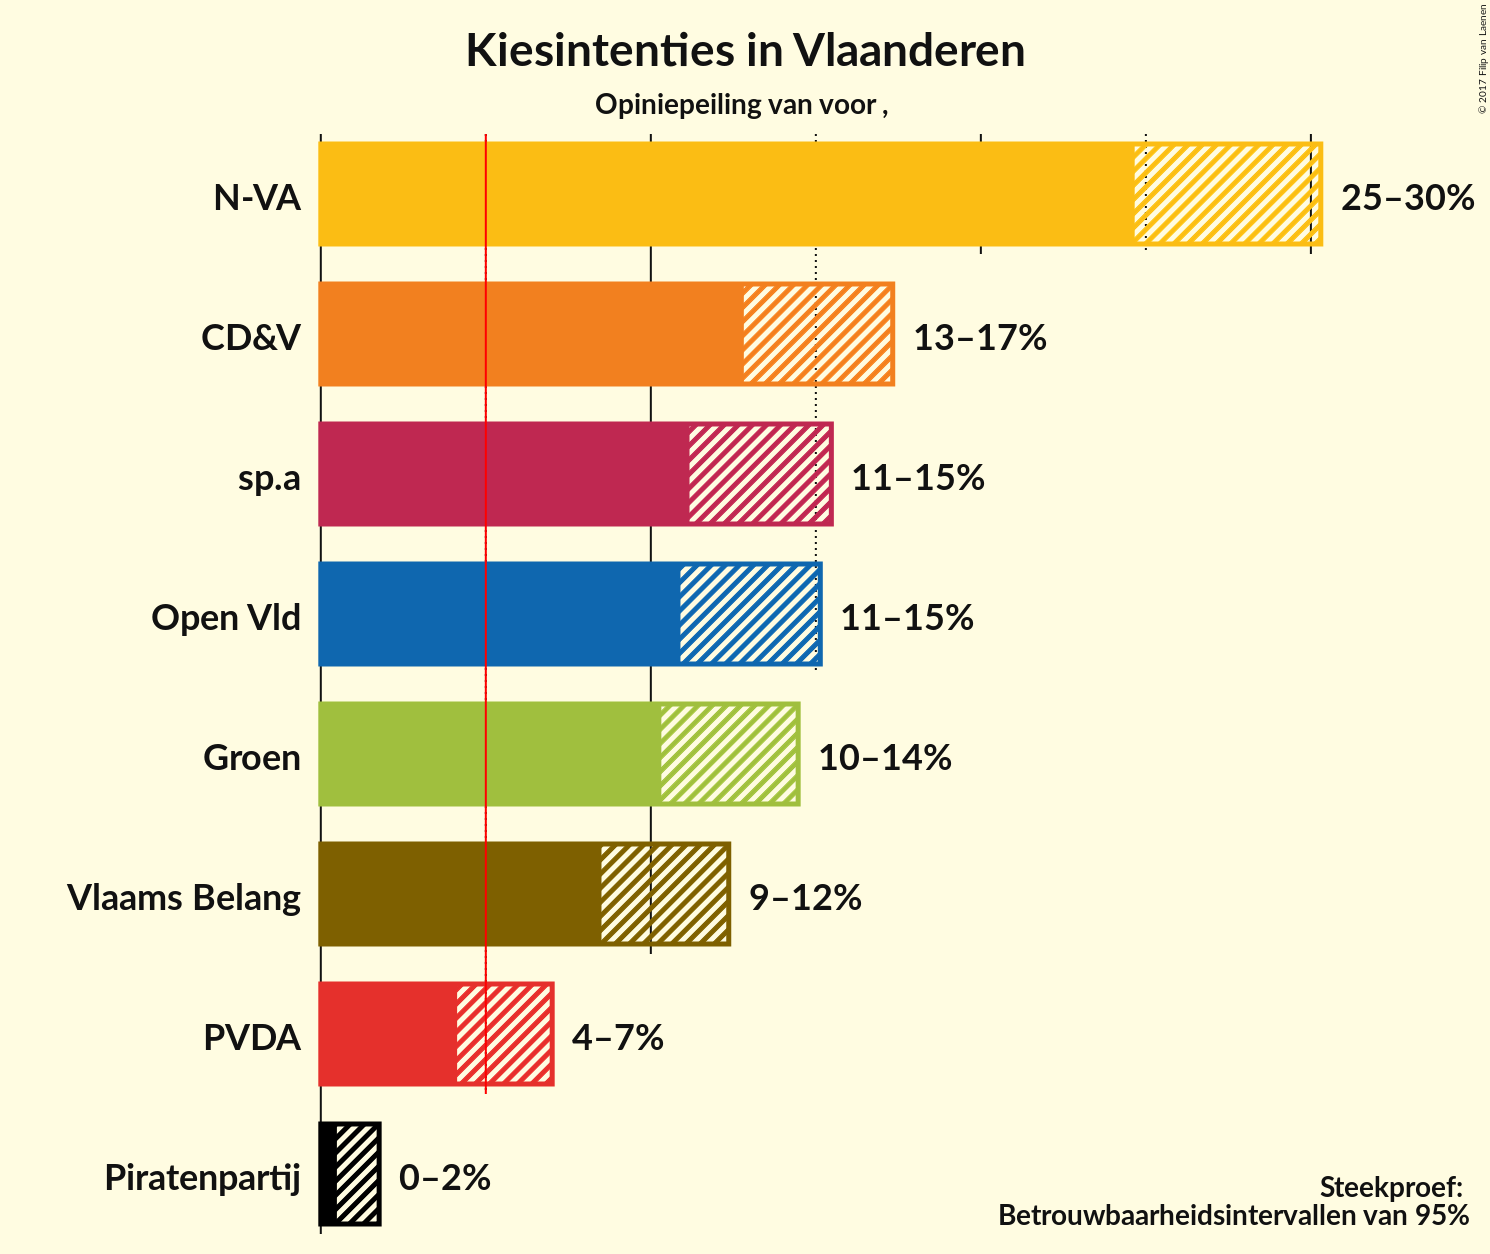 Kiesintenties in Vlaanderen
Opiniepeiling van voor ,
© 2017 Filip van Laenen
N-VA 25–30%
CD&V 13–17%
sp.a 11–15%
Open Vld 11–15%
Groen 10–14%
Vlaams Belang 9–12%
PVDA 4–7%
Piratenpartij 0–2%
Steekproef:
Betrouwbaarheidsintervallen van 95%